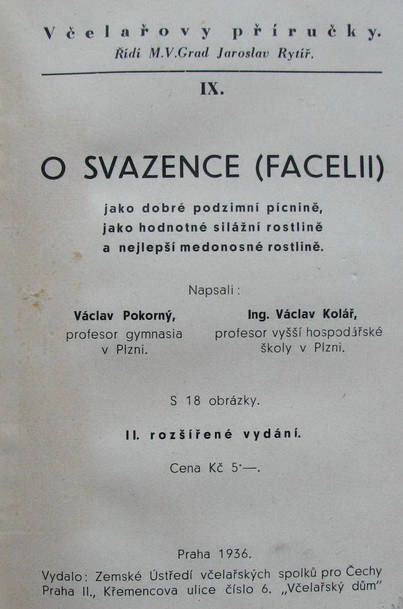 Včelařovy příručky.
Řídí M.V.Grad Jaroslav Rytíř.
IX.
O SVAZENCE (FACELII)
jako dobré podzimní pícnině,
jako hodnotné silážní rostlině
a nejlepší medonosné rostlině.
Napsali:
Václav Pokorný, Ing. Václav Kolář,
profesor gymnasia profesor vyšší hospodářské
v Plzni. školy v Plzni.
S 18 obrázky.
II. rozšířené vydání.
Cena Kč 5·—.
Praha 1936.
Vydalo: Zemské Ústředí včelařských spolků pro Čechy
Praha II., Křemencova ulice číslo 6. „Včelařský dům"